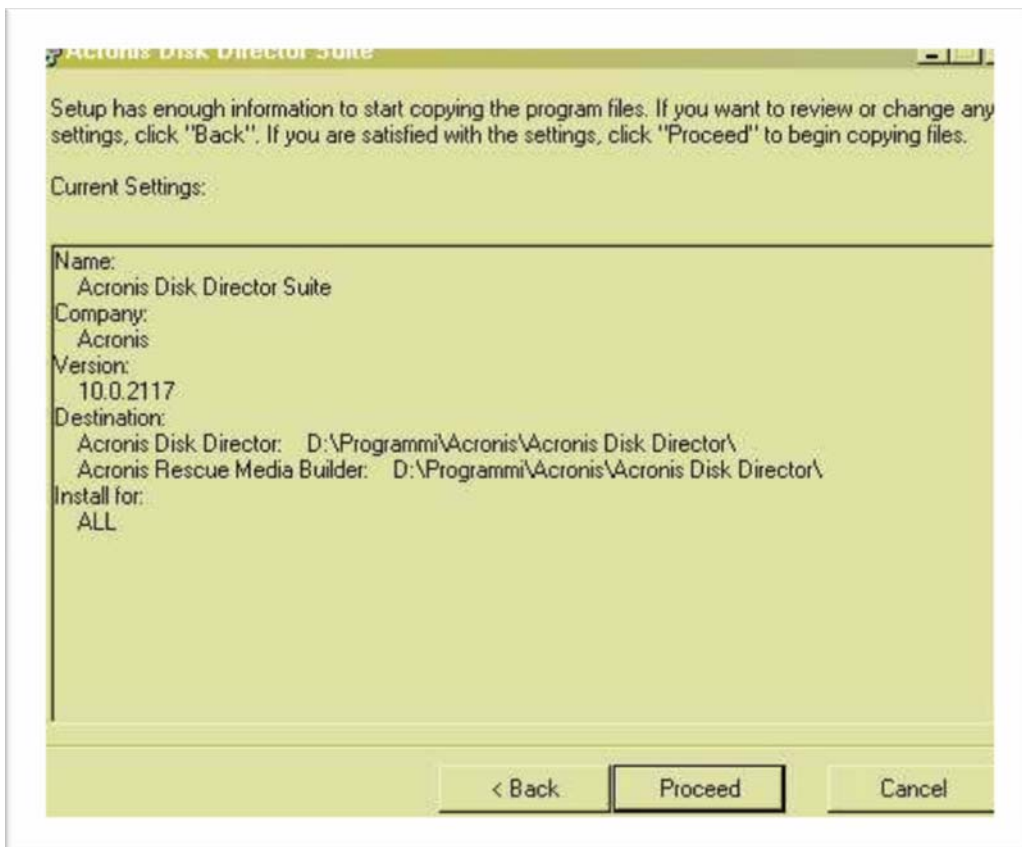 Acronis Disk Director Suite
Setup has enough information to start copying the program files. If you want to review or change any
settings, click "Back". If you are satisfied with the settings, click "Proceed" to begin copying files.
Current Settings:
Name:
Acronis Disk Director Suite
Company:
Acronis
Version:
10.0.2117
Destination:
Acronis Disk Director: D:\Programmi\Acronis\Acronis Disk Director\
Acronis Rescue Media Builder: D:\Programmi\Acronis\Acronis Disk Director\
Install for:
ALL
< Back Proceed Cancel